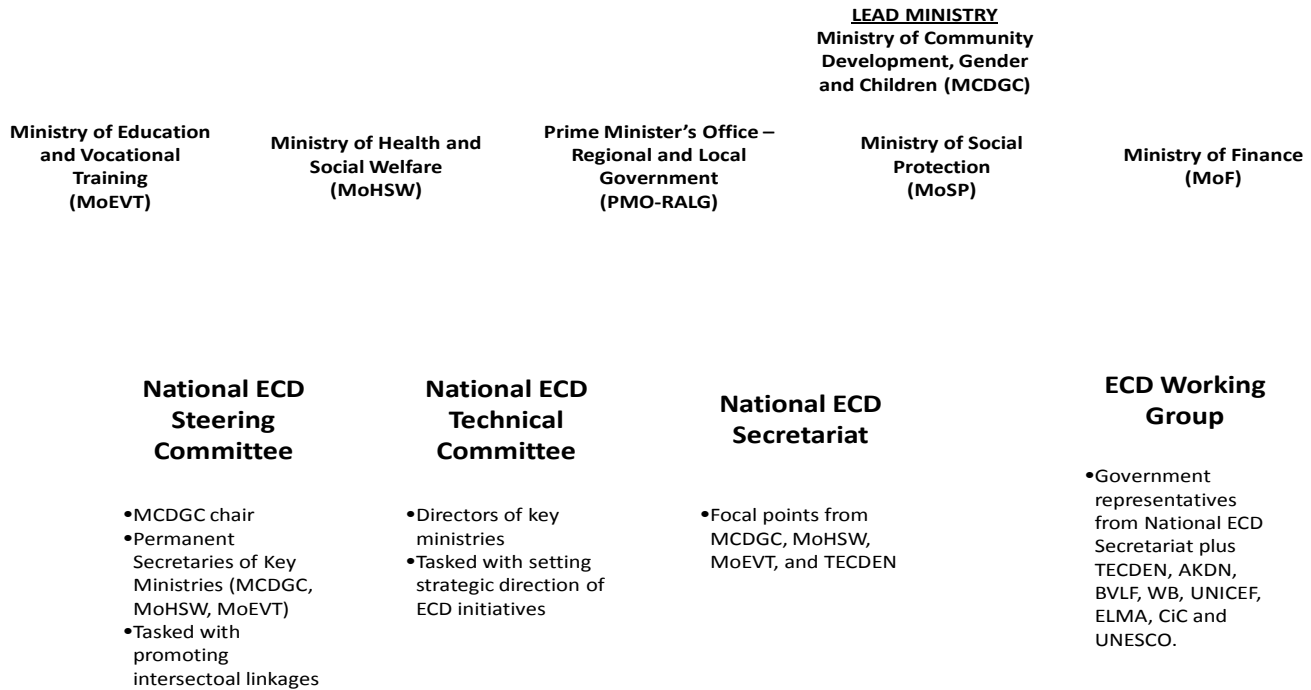 LEAD MINISTRY
Ministry of Community
Development, Gender
and Children (MCDGC)
Ministry of Education
and Vocational
Training
(MoEVT)
Ministry of Health and
Social Welfare
(MoHSW)
Prime Minister’s Office –
Regional and Local
Government
(PMO-RALG)
Ministry of Social
Protection
(MoSP)
Ministry of Finance
(MoF)
National ECD
Steering
Committee
•MCDGC chair
•Permanent
Secretaries of Key
Ministries (MCDGC,
MoHSW, MoEVT)
•Tasked with
promoting
intersectoal linkages
National ECD
Technical
Committee
•Directors of key
ministries
•Tasked with setting
strategic direction of
ECD initiatives
National ECD
Secretariat
•Focal points from
MCDGC, MoHSW,
MoEVT, and TECDEN
ECD Working
Group
•Government
representatives
from National ECD
Secretariat plus
TECDEN, AKDN,
BVLF, WB, UNICEF,
ELMA, CiC and
UNESCO.